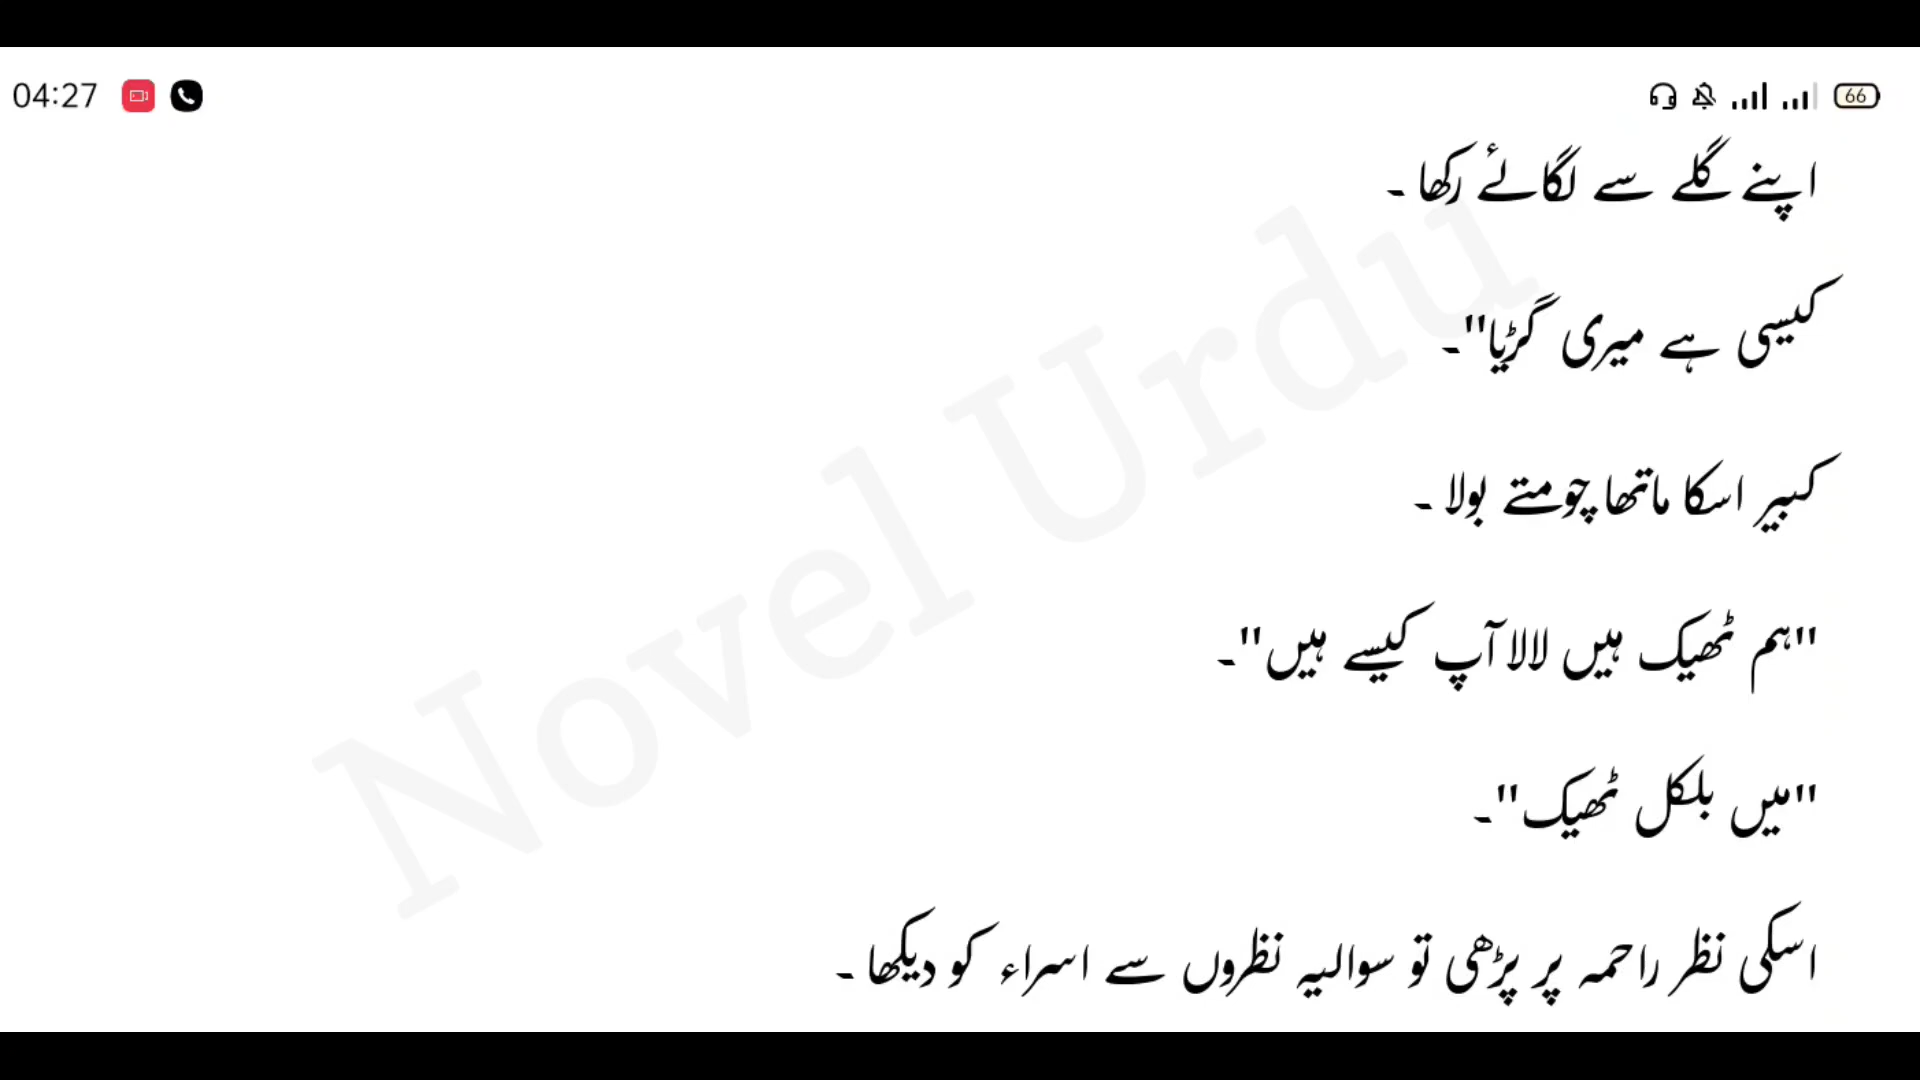 04:27
66
اپنے گلے سے لگائے رکھا ۔
کیسی ہے میری گڑیا"۔
کبیر اسکا ماتھا چومتے بولا ۔
"ہم ٹھیک ہیں لالا آپ کیسے ہیں"۔
"میں بلکل ٹھیک"۔
اسکی نظر راحمہ پر پڑھی تو سوالیہ نظروں سے اسراء کو دیکھا ۔
Novel Urdu